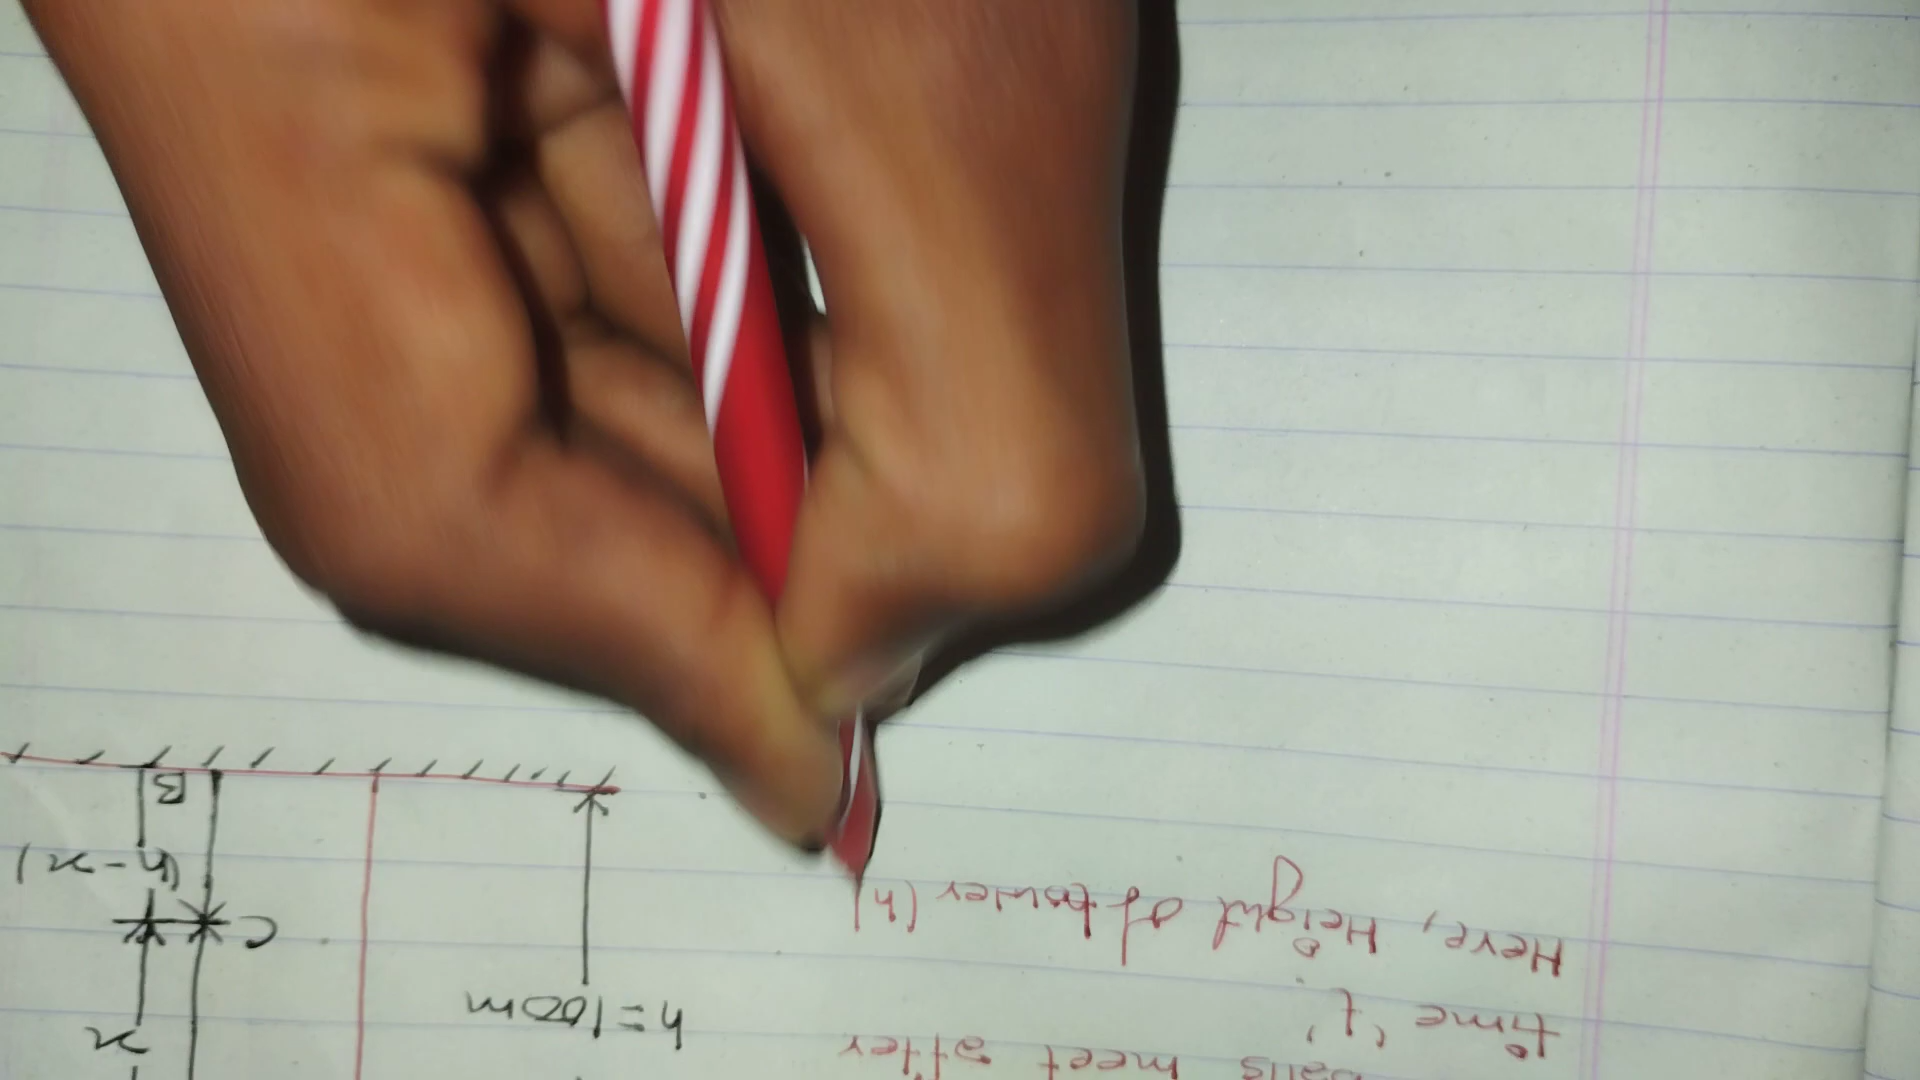 balls meet after
time 't'.
Here, Height of tower (h)
h=100m
x
C
(h-x)
B